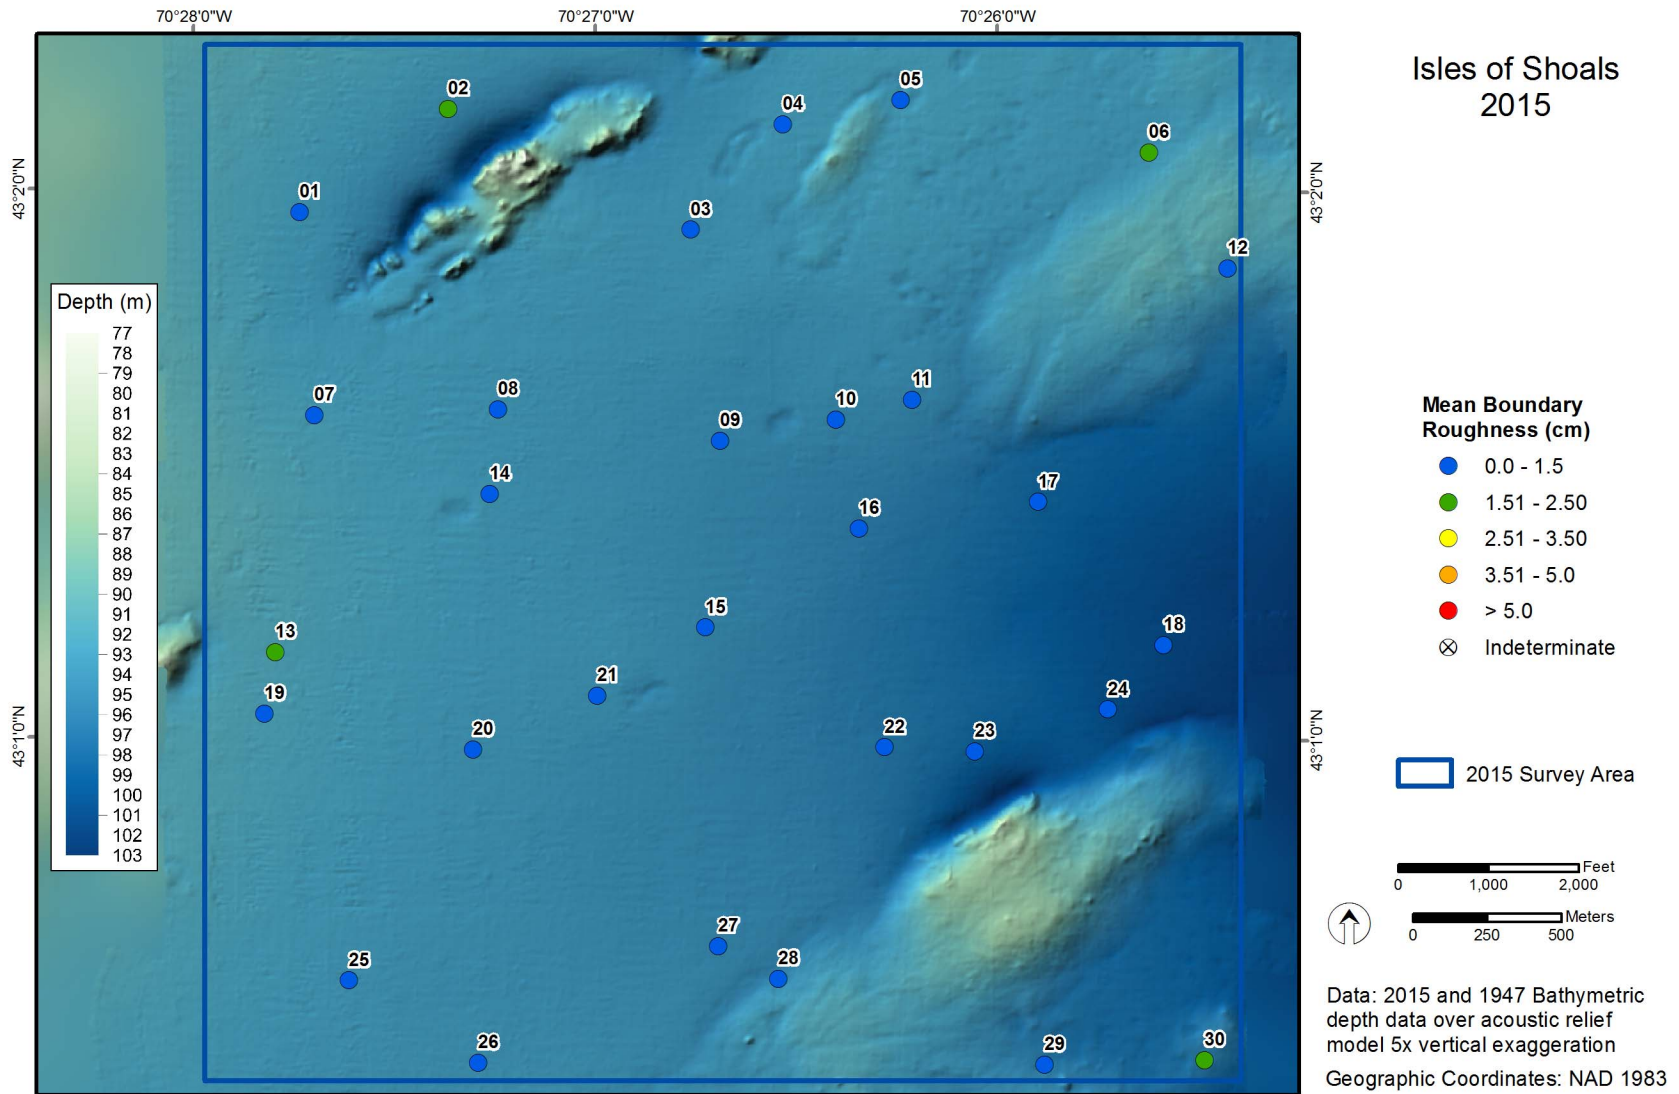 70°28'0"W
70°27'0"W
70°26'0"W
Isles of Shoals
2015
43°2'0"N
43°2'0"N
43°1'0"N
43°1'0"N
02
05
04
06
01
03
12
07
08
11
10
09
14
17
16
15
13
18
21
19
24
20
22
23
27
28
25
26
29
30
Depth (m)
77
78
79
80
81
82
83
84
85
86
87
88
89
90
91
92
93
94
95
96
97
98
99
100
101
102
103
Mean Boundary
Roughness (cm)
0.0 - 1.5
1.51 - 2.50
2.51 - 3.50
3.51 - 5.0
> 5.0
Indeterminate
2015 Survey Area
Feet
0 1,000 2,000
Meters
0 250 500
Data: 2015 and 1947 Bathymetric
depth data over acoustic relief
model 5x vertical exaggeration
Geographic Coordinates: NAD 1983